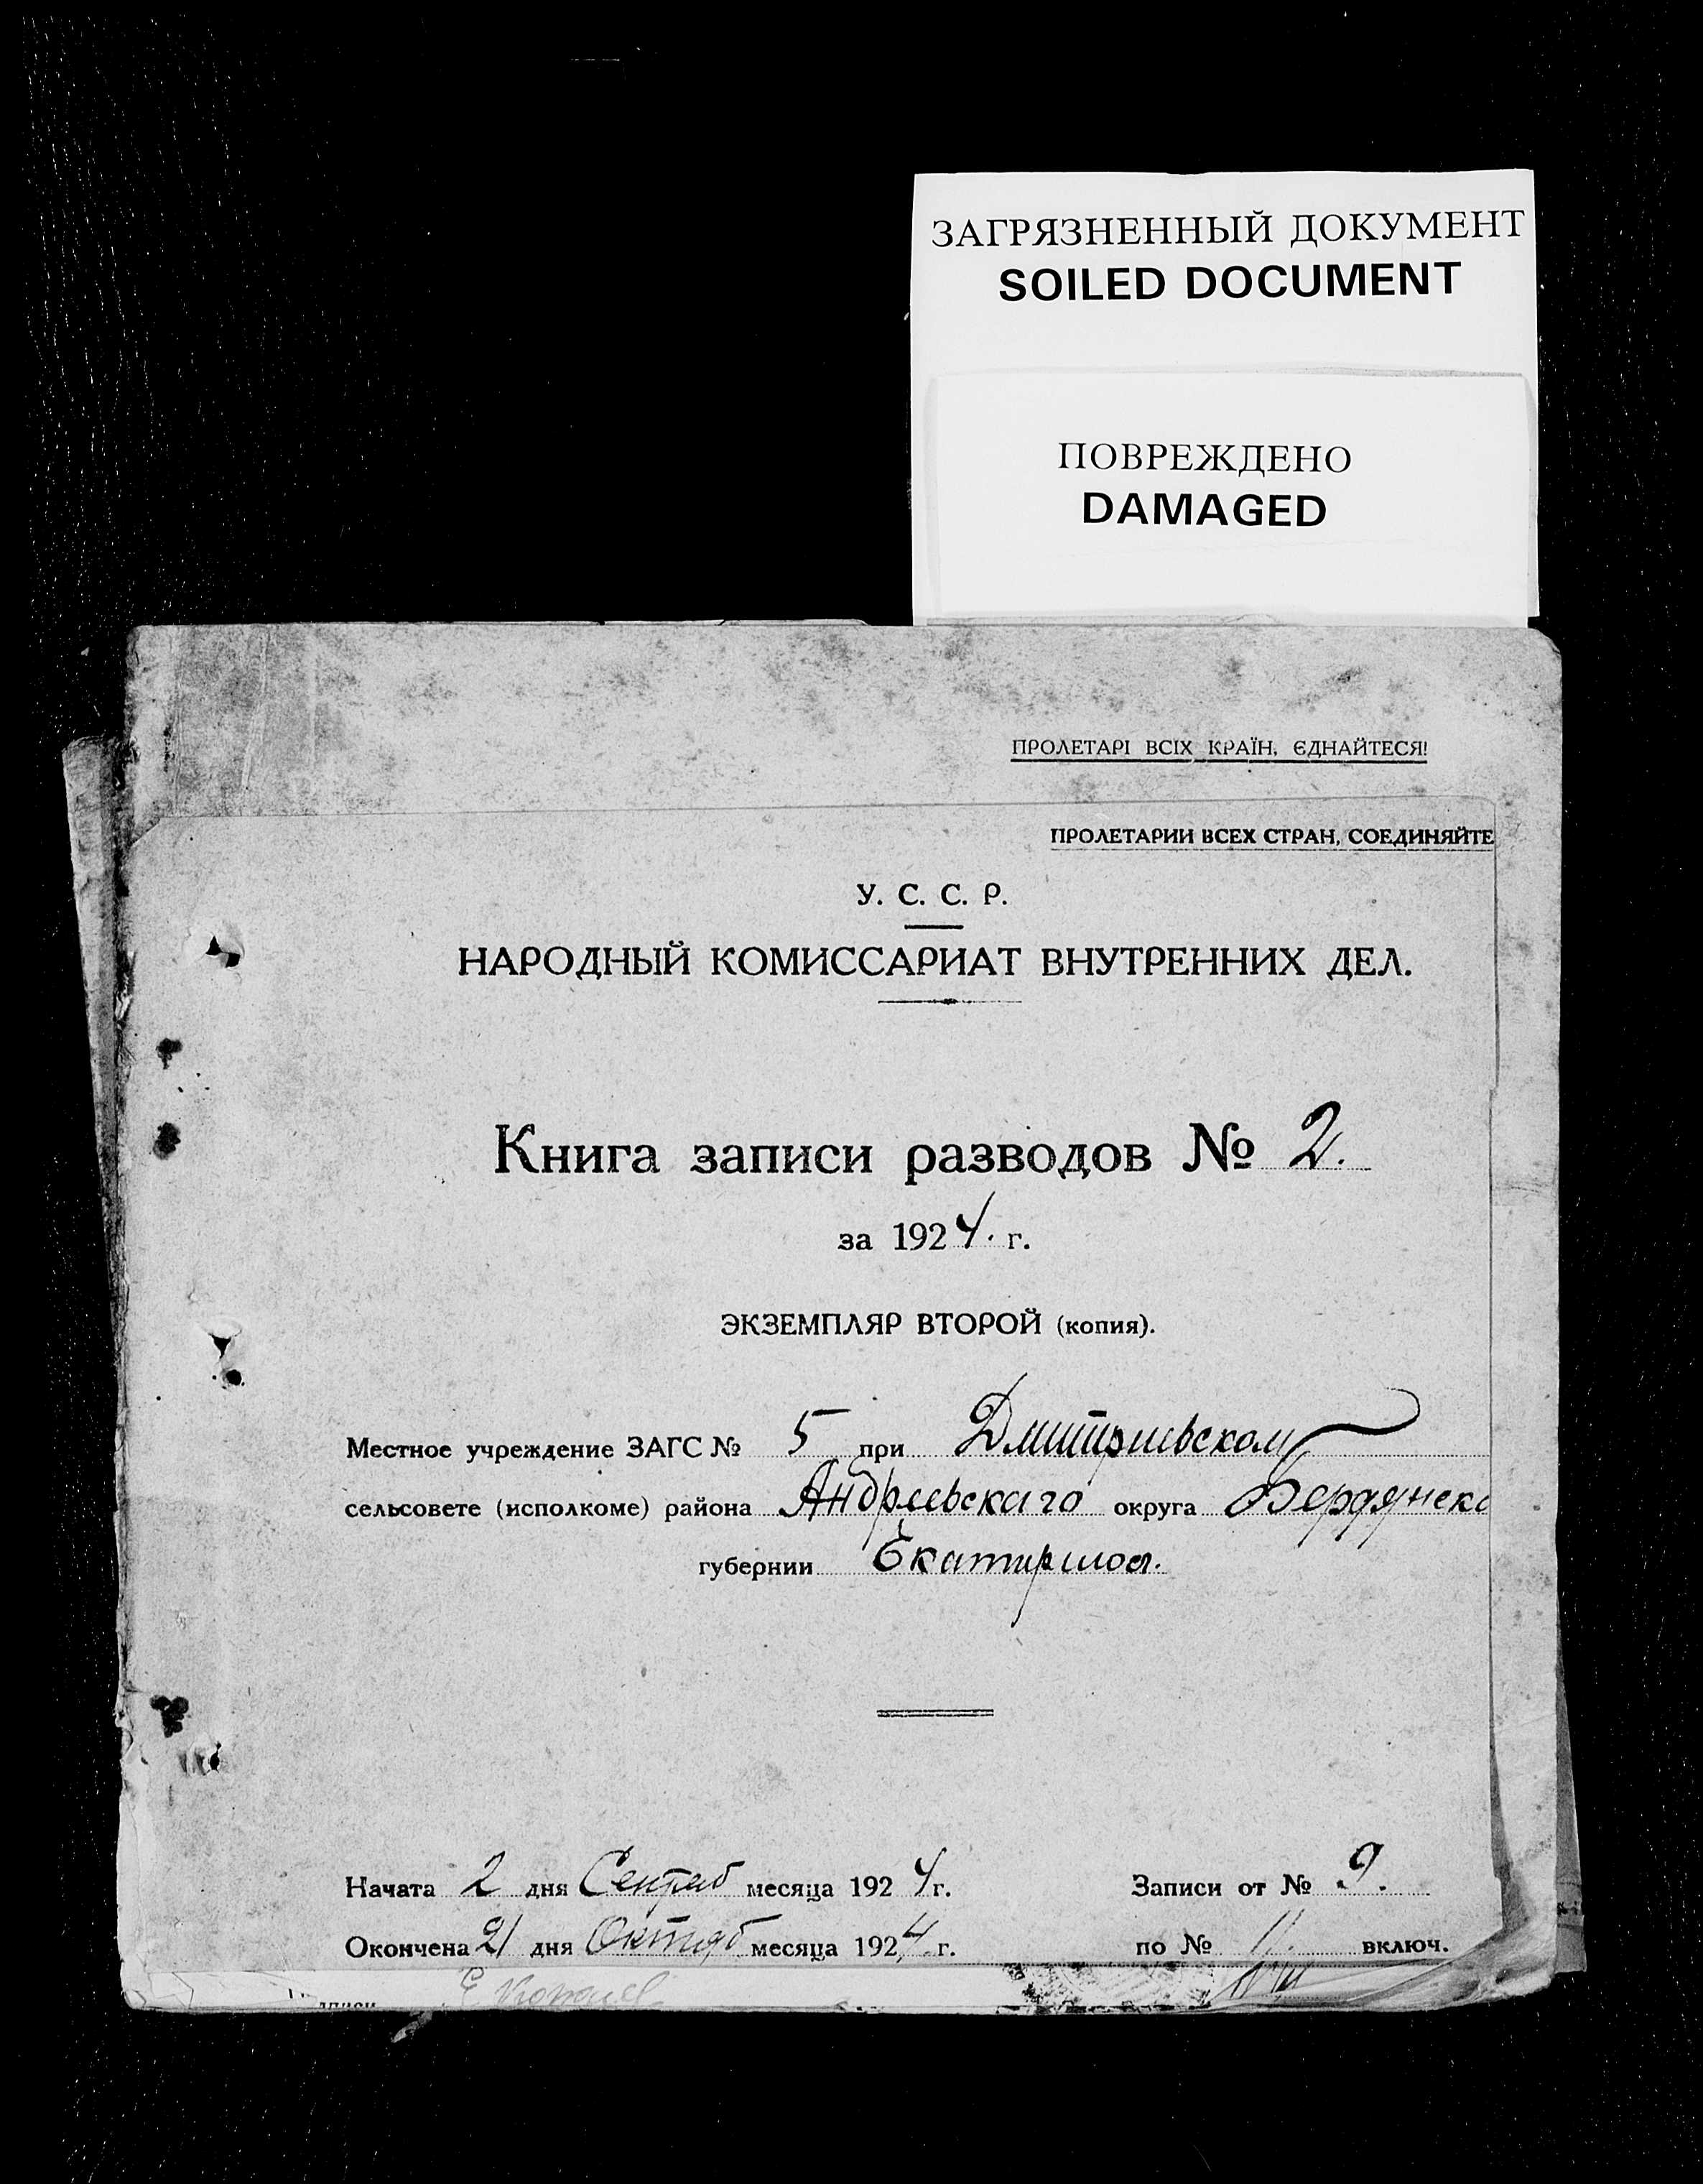 ЗАГРЯЗНЕННЫЙ ДОКУМЕНТ
SOILED DOCUMENT
ПОВРЕЖДЕНО
DAMAGED
ПРОЛЕТАРІ ВСІХ КРАЇН, ЄДНАЙТЕСЯ!
ПРОЛЕТАРИИ ВСЕХ СТРАН, СОЕДИНЯЙТЕ
У. С. С. Р.
НАРОДНЫЙ КОМИССАРИАТ ВНУТРЕННИХ ДЕЛ.
Книга записи разводов № 2.
за 1924. г.
ЭКЗЕМПЛЯР ВТОРОЙ (копия).
Местное учреждение ЗАГС № 5 при Дмитриевском
сельсовете (исполкоме) района Андреевскаго округа Бердянско
губернии Екатеринос.
Начата 2 дня Сентяб месяца 1924 г. Записи от № 9.
Окончена 21 дня Октяб месяца 1924 г. по № 11. включ.